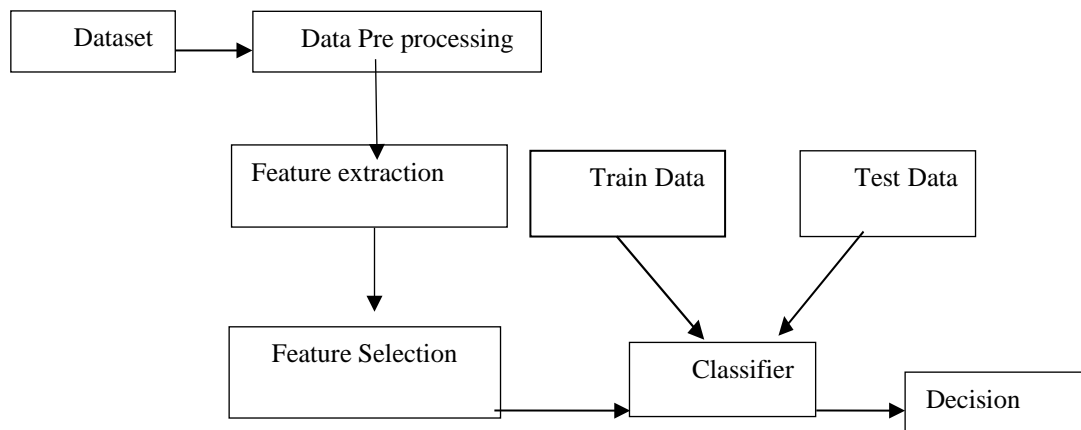 Dataset
Data Pre processing
Feature extraction
Train Data
Test Data
Feature Selection
Classifier
Decision